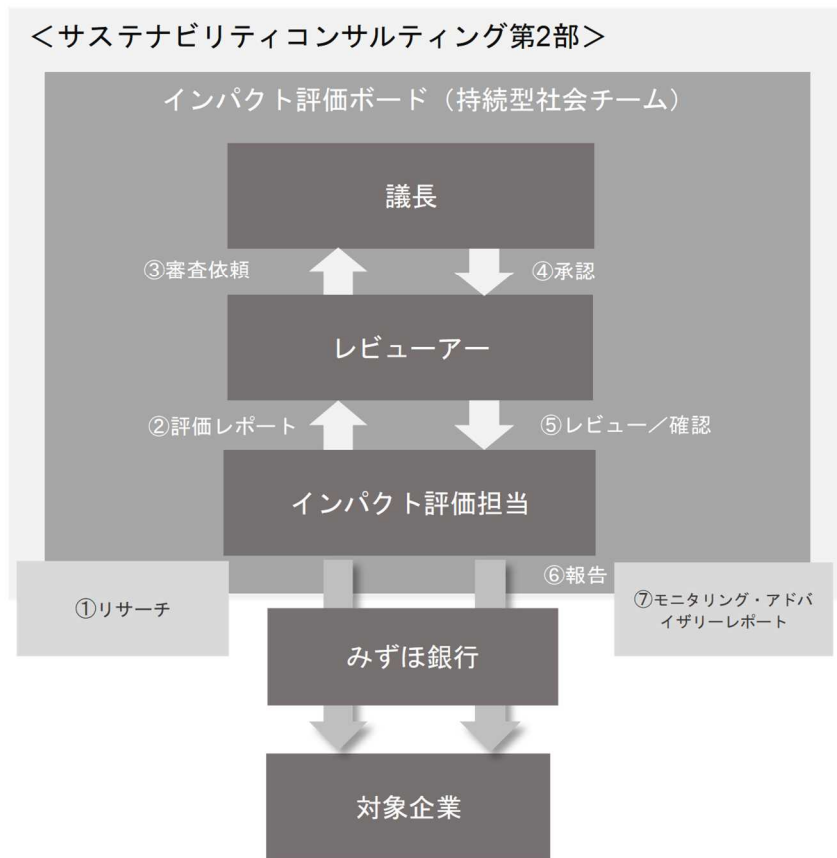 ＜サステナビリティコンサルティング第2部＞
インパクト評価ボード（持続型社会チーム）
議長
③審査依頼
④承認
レビューアー
②評価レポート
⑤レビュー／確認
インパクト評価担当
⑥報告
①リサーチ
⑦モニタリング・アドバ
イザリーレポート
みずほ銀行
対象企業